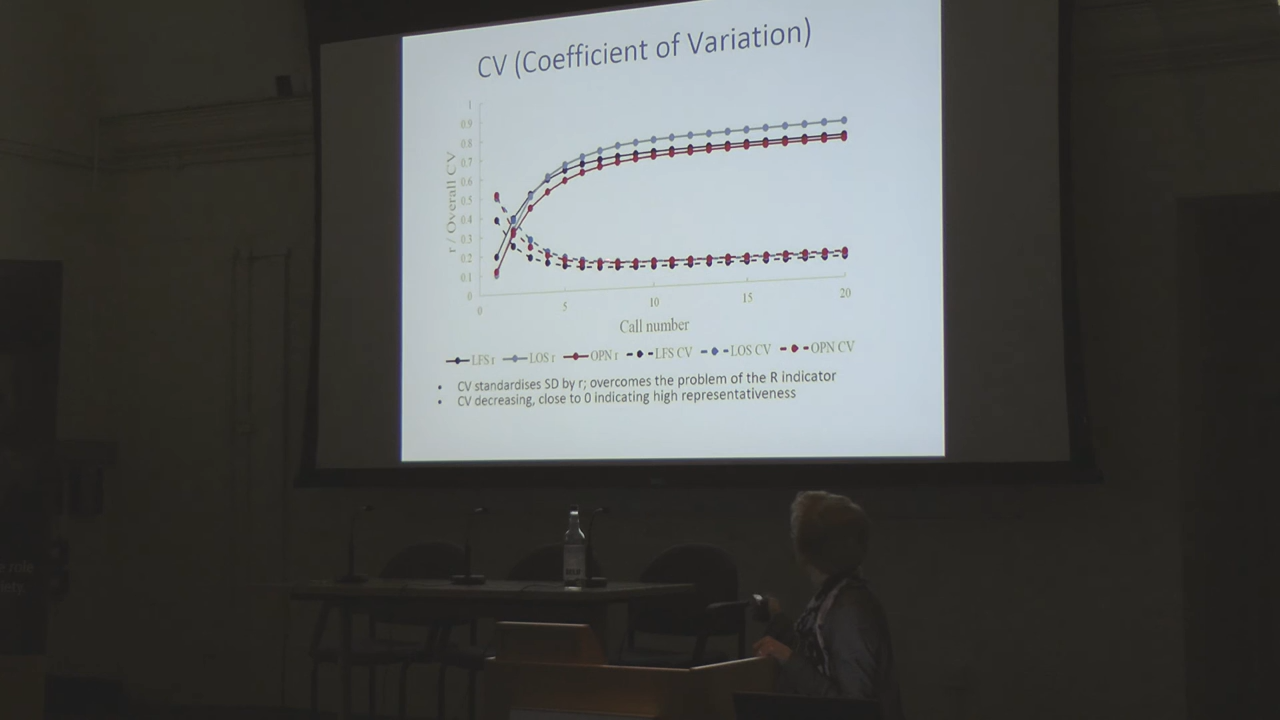 CV (Coefficient of Variation)
r / Overall CV
1
0.9
0.8
0.7
0.6
0.5
0.4
0.3
0.2
0.1
0
0 5 10 15 20
Call number
LFS r LOS r OPN r LFS CV LOS CV OPN CV
• CV standardises SD by r; overcomes the problem of the R indicator
• CV decreasing, close to 0 indicating high representativeness